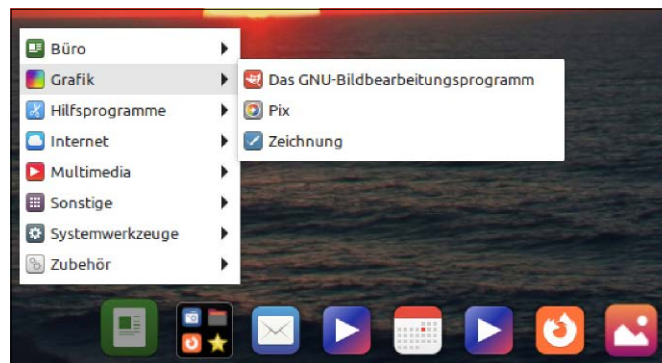 Büro
Grafik
Hilfsprogramme
Internet
Multimedia
Sonstige
Systemwerkzeuge
Zubehör
Das GNU-Bildbearbeitungsprogramm
Pix
Zeichnung